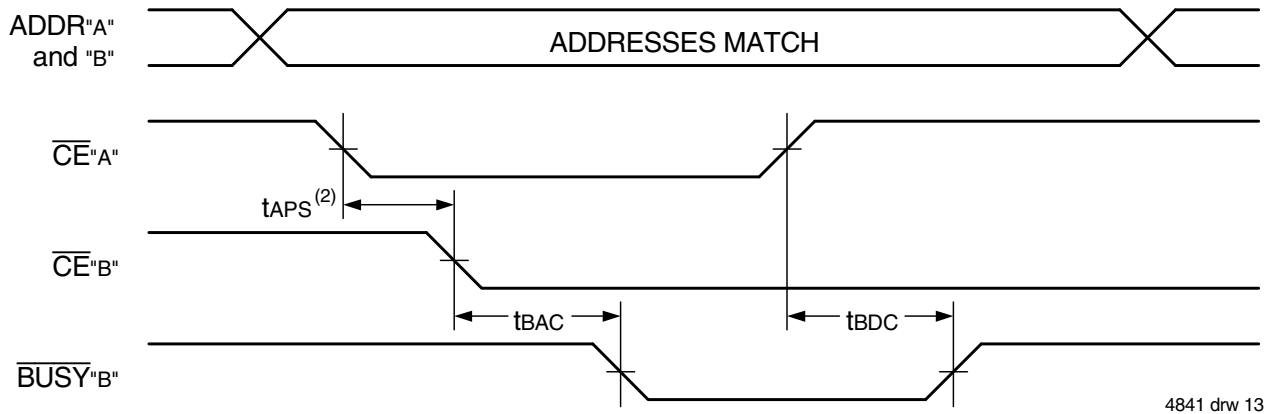 ADDR"A"
and "B"
ADDRESSES MATCH
CE"A"
tAPS(2)
CE"B"
tBAC
tBDC
BUSY"B"
4841 drw 13